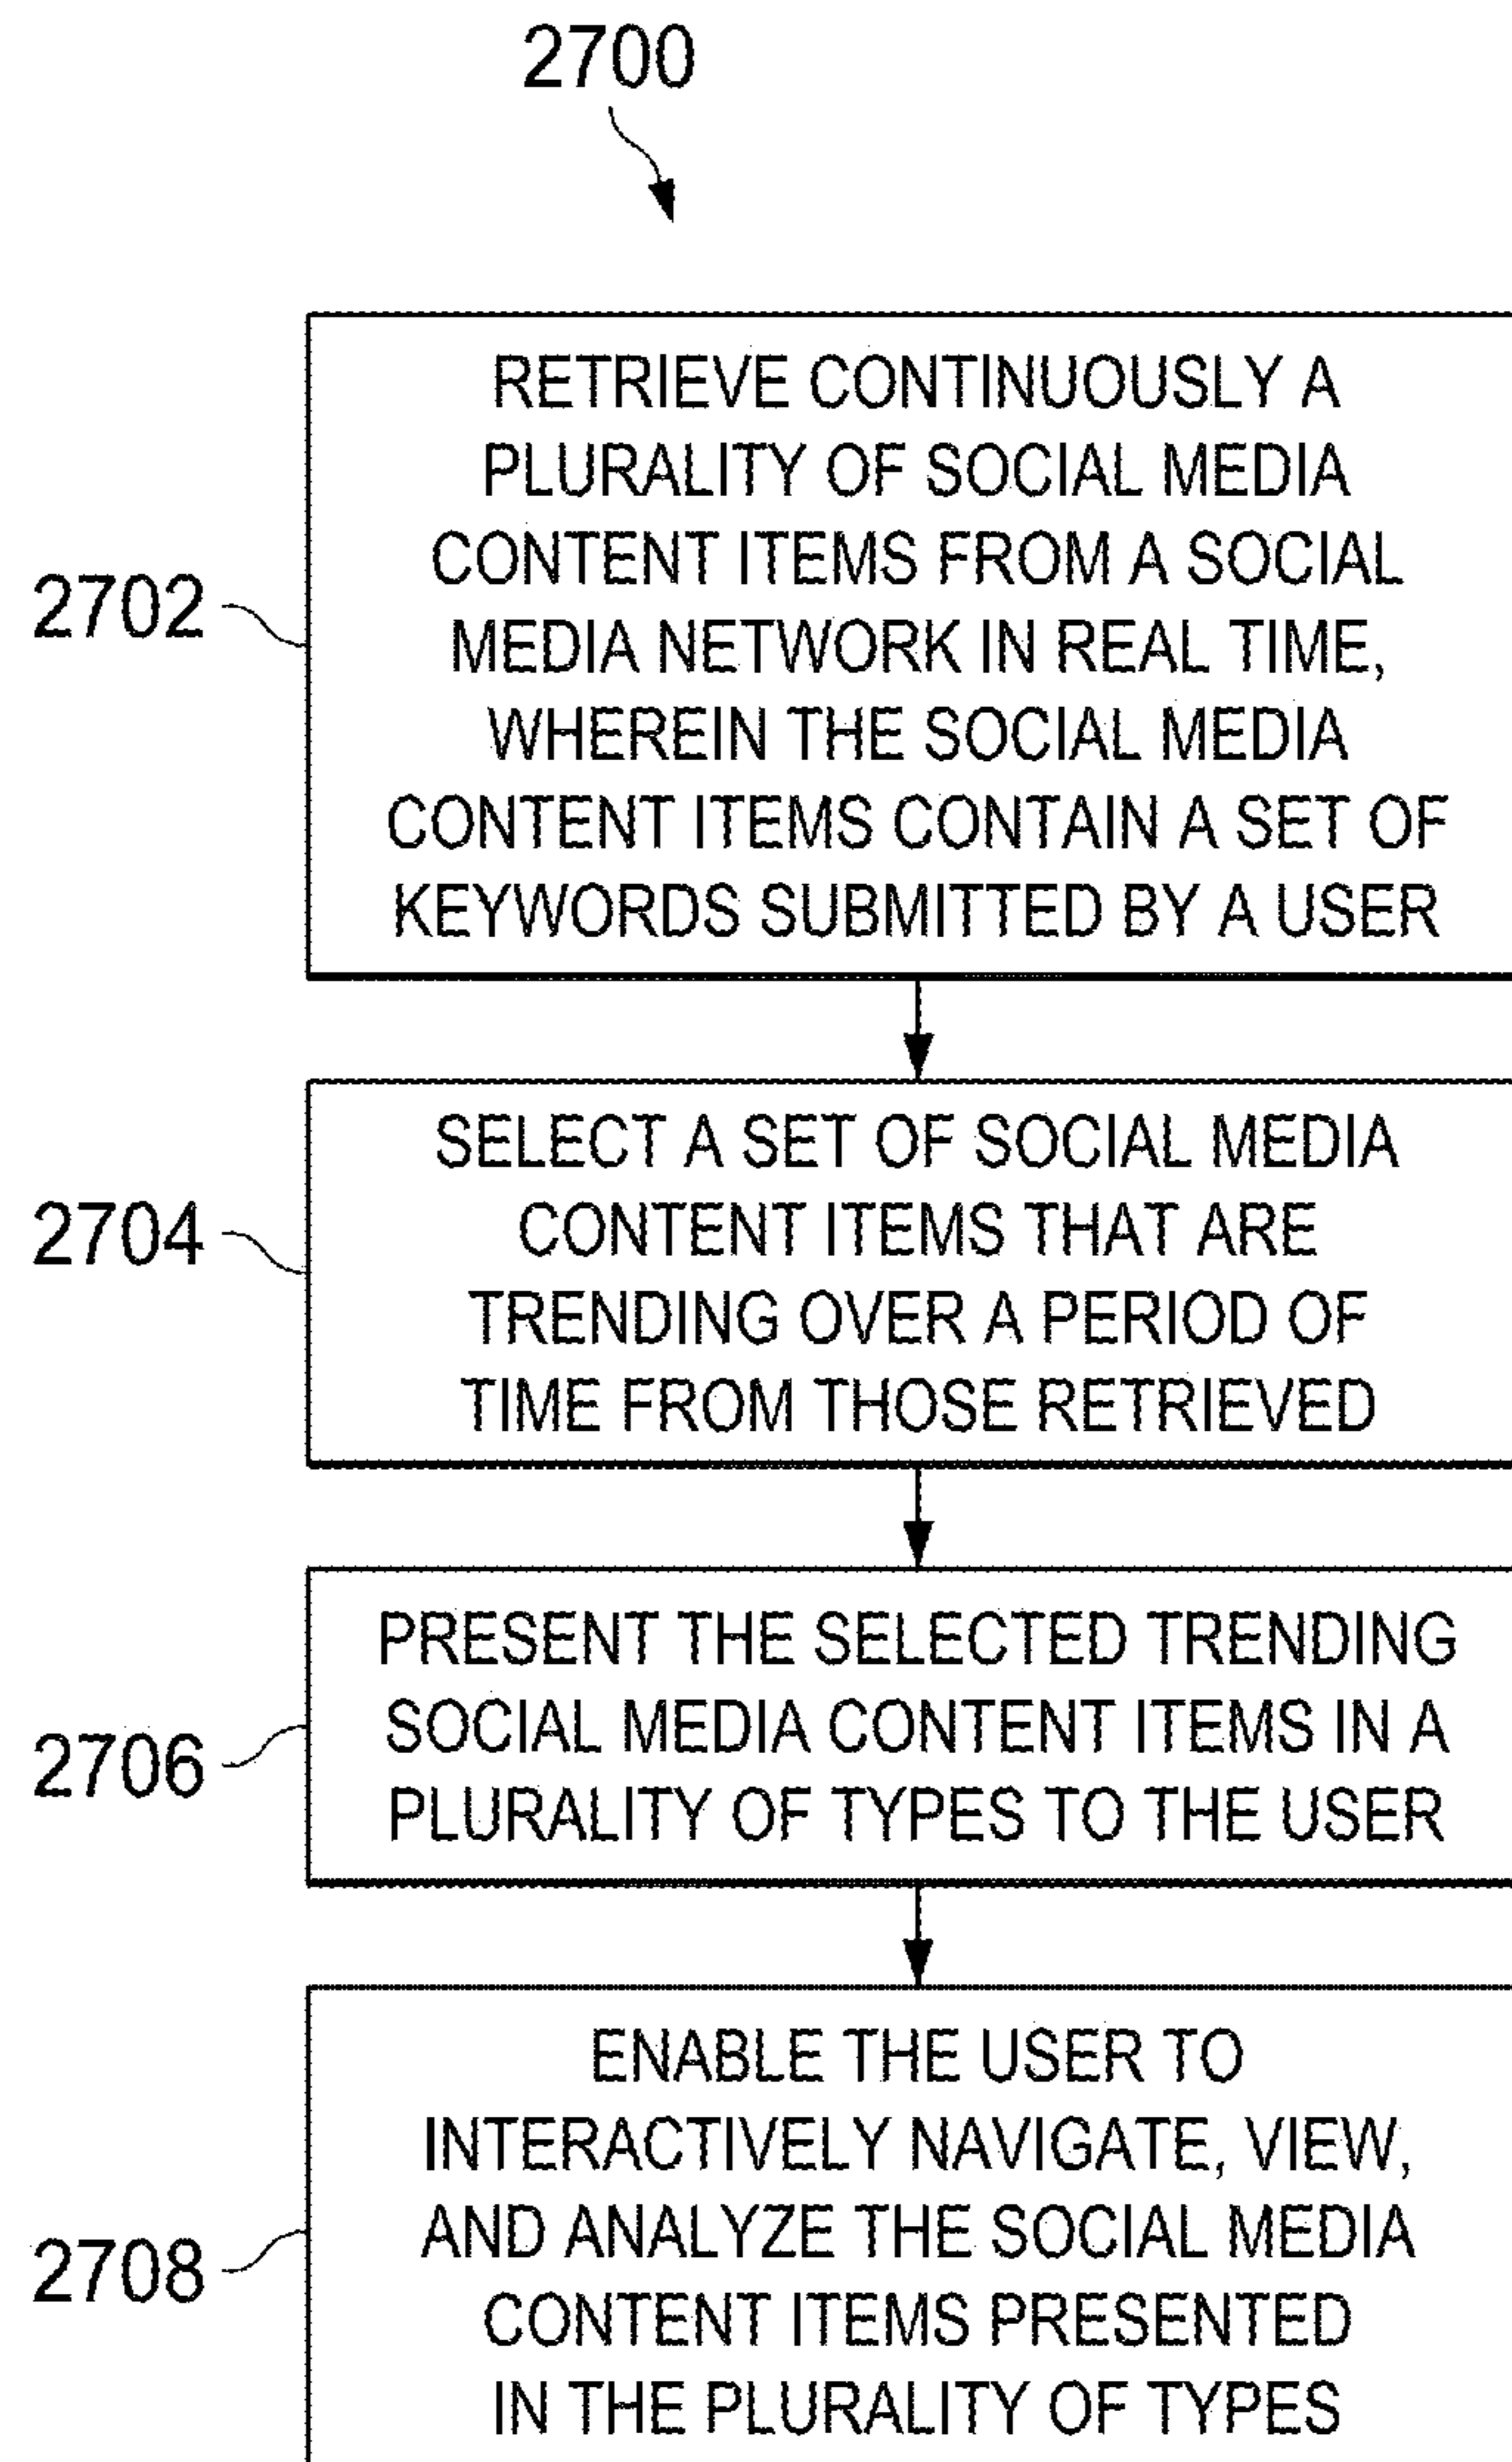 2700
2702
RETRIEVE CONTINUOUSLY A
PLURALITY OF SOCIAL MEDIA
CONTENT ITEMS FROM A SOCIAL
MEDIA NETWORK IN REAL TIME,
WHEREIN THE SOCIAL MEDIA
CONTENT ITEMS CONTAIN A SET OF
KEYWORDS SUBMITTED BY A USER
2704
SELECT A SET OF SOCIAL MEDIA
CONTENT ITEMS THAT ARE
TRENDING OVER A PERIOD OF
TIME FROM THOSE RETRIEVED
2706
PRESENT THE SELECTED TRENDING
SOCIAL MEDIA CONTENT ITEMS IN A
PLURALITY OF TYPES TO THE USER
2708
ENABLE THE USER TO
INTERACTIVELY NAVIGATE, VIEW,
AND ANALYZE THE SOCIAL MEDIA
CONTENT ITEMS PRESENTED
IN THE PLURALITY OF TYPES